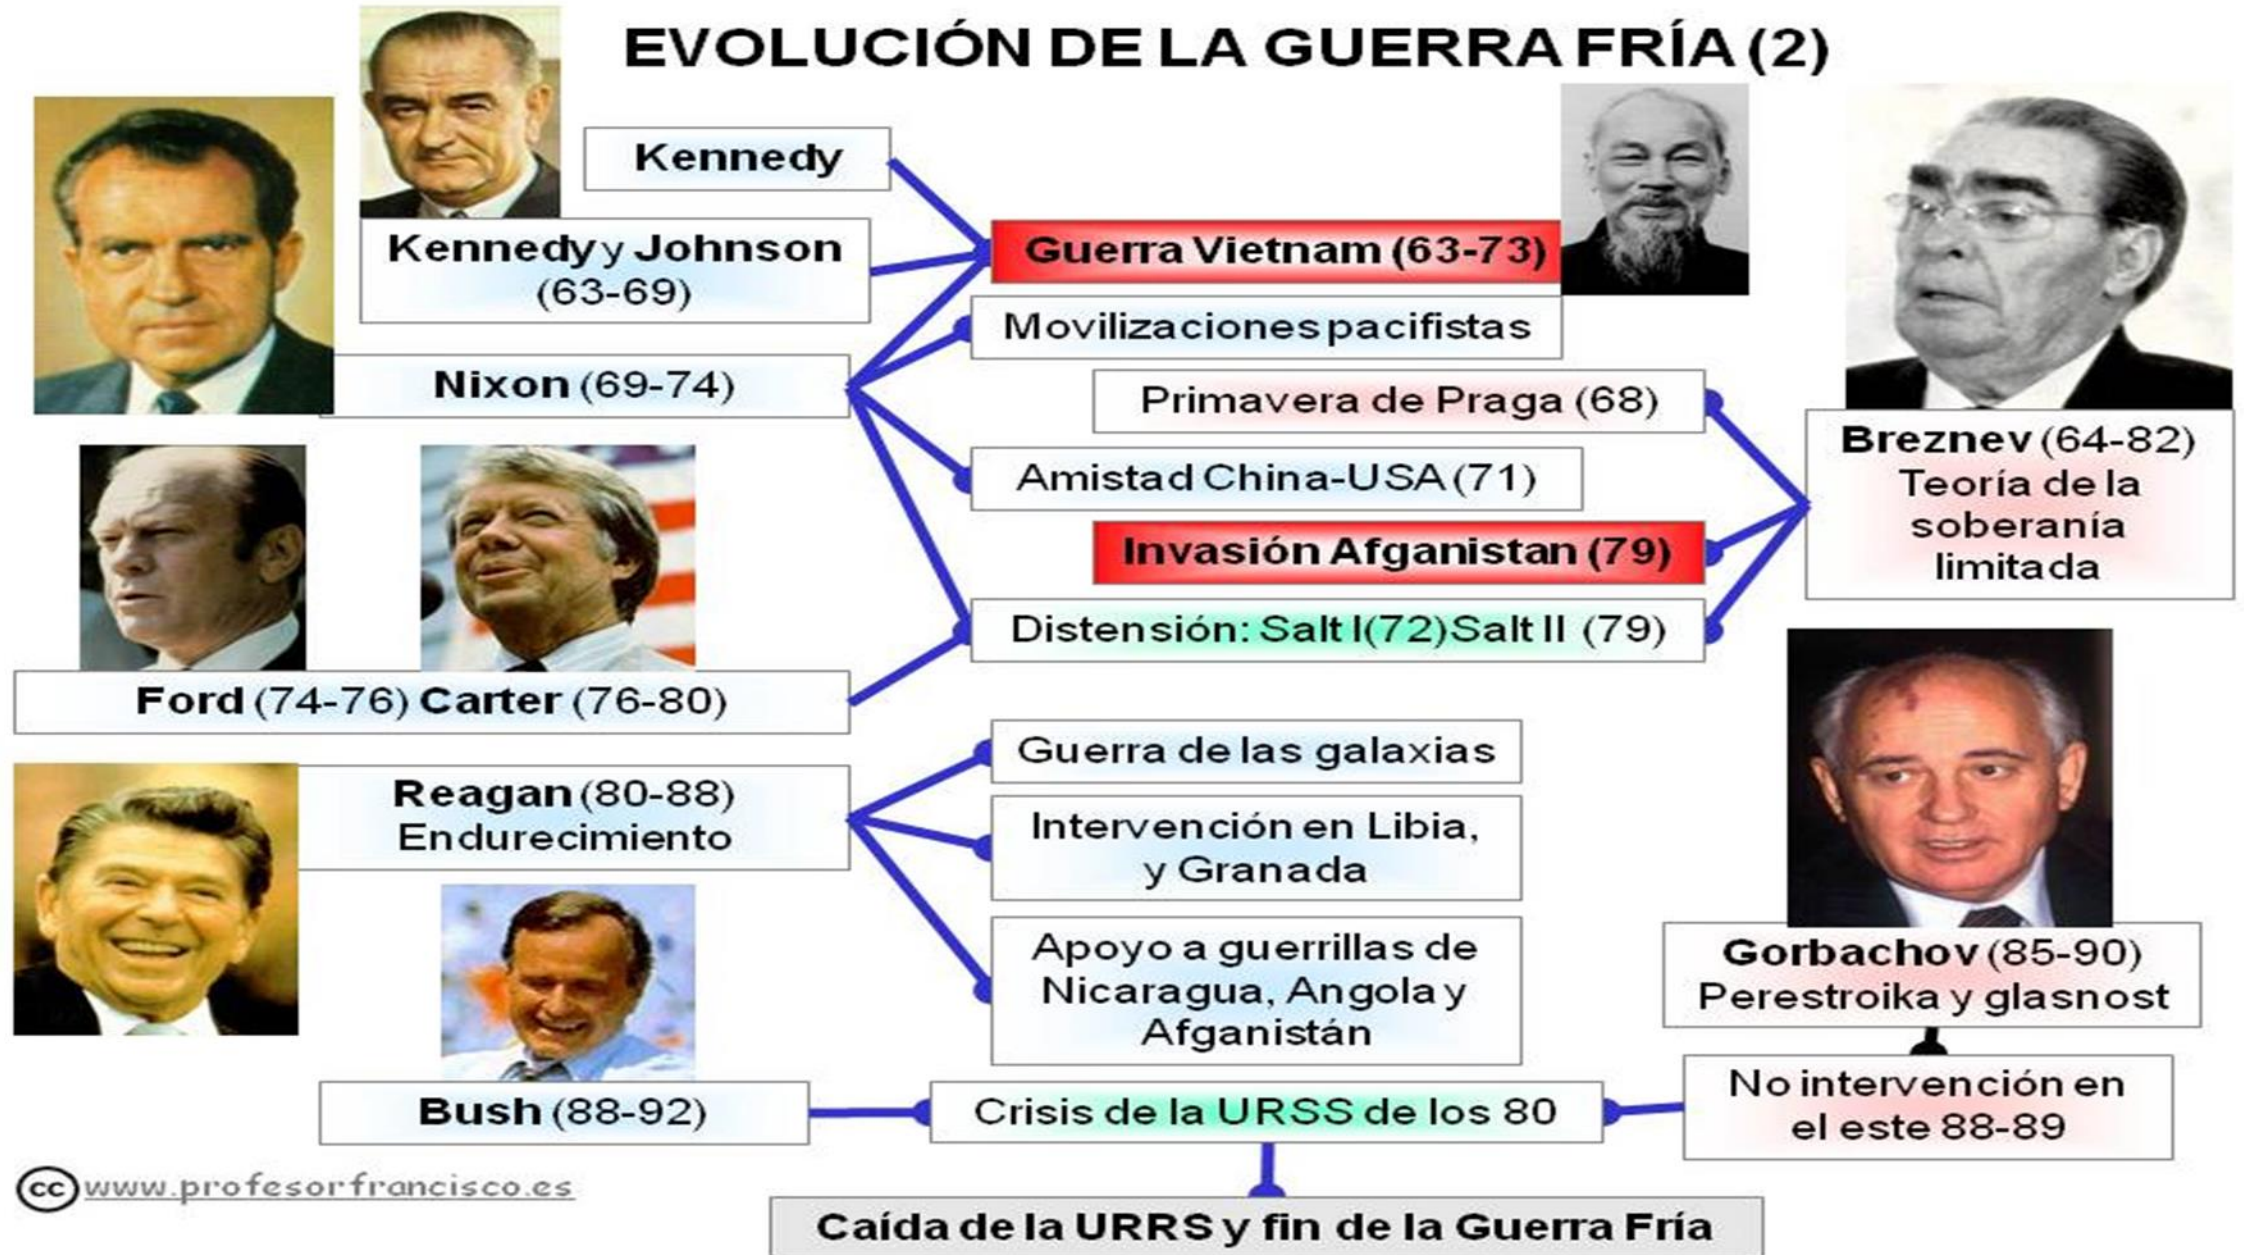 EVOLUCIÓN DE LA GUERRA FRÍA (2)
Kennedy
Kennedy y Johnson
(63-69)
Guerra Vietnam (63-73)
Movilizaciones pacifistas
Nixon (69-74)
Primavera de Praga (68)
Amistad China-USA (71)
Invasión Afganistan (79)
Breznev (64-82)
Teoría de la
soberanía
limitada
Distensión: Salt I(72)Salt II (79)
Ford (74-76) Carter (76-80)
Guerra de las galaxias
Reagan (80-88)
Endurecimiento
Intervención en Libia,
y Granada
Apoyo a guerrillas de
Nicaragua, Angola y
Afganistán
Gorbachov (85-90)
Perestroika y glasnost
No intervención en
el este 88-89
Bush (88-92)
Crisis de la URSS de los 80
cc www.profesorfrancisco.es
Caída de la URRS y fin de la Guerra Fría